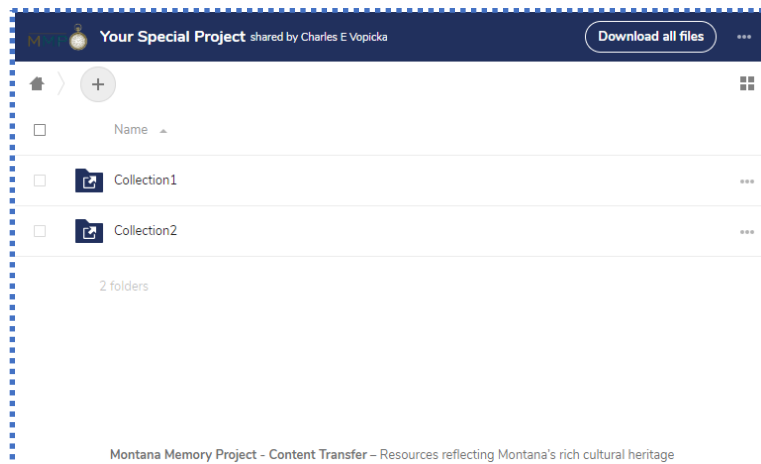 MMP Your Special Project shared by Charles E Vopicka Download all files
Name
Collection1
Collection2
2 folders
Montana Memory Project - Content Transfer – Resources reflecting Montana's rich cultural heritage